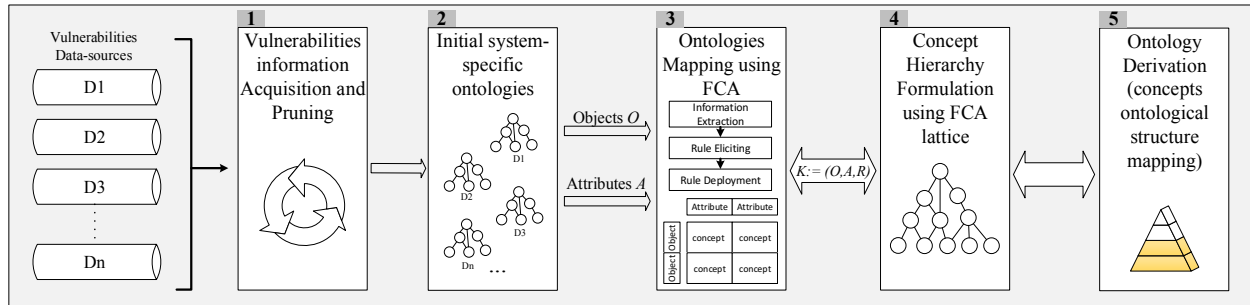 Vulnerabilities
Data-sources
D1
D2
D3
Dn
1
Vulnerabilities
information
Acquisition and
Pruning
2
Initial system-
specific
ontologies
D1
D2
D3
Dn
...
Objects O
Attributes A
3
Ontologies
Mapping using
FCA
Information
Extraction
Rule Eliciting
Rule Deployment
Attribute Attribute
Object
concept concept
Object
concept concept
K:= (O,A,R)
4
Concept
Hierarchy
Formulation
using FCA
lattice
5
Ontology
Derivation
(concepts
ontological
structure
mapping)